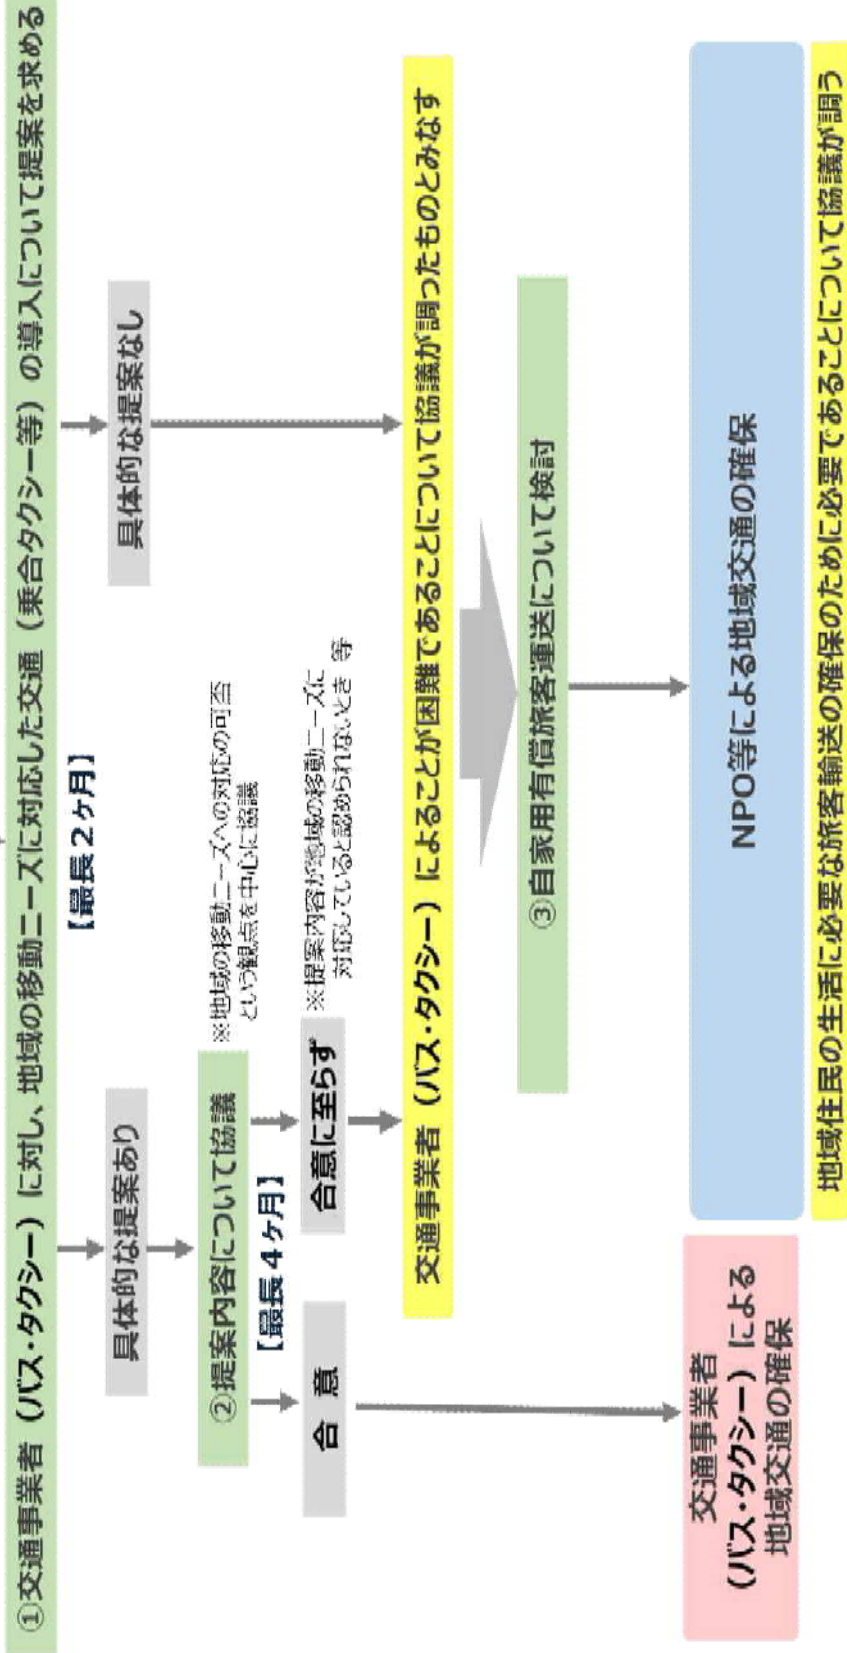 ①交通事業者（バス・タクシー）に対し、地域の移動ニーズに対応した交通（乗合タクシー等）の導入について提案を求める
【最長２ヶ月】
具体的な提案あり
具体的な提案なし
②提案内容について協議
※地域の移動ニーズへの対応の可否
という観点を中心に協議
【最長４ヶ月】
合 意
合意に至らず
※提案内容が地域の移動ニーズに
対応していると認められないとき 等
交通事業者（バス・タクシー）によることが困難であることについて協議が調ったものとみなす
③自家用有償旅客運送について検討
交通事業者
（バス・タクシー）による
地域交通の確保
NPO等による地域交通の確保
地域住民の生活に必要な旅客輸送の確保のために必要であることについて協議が調う